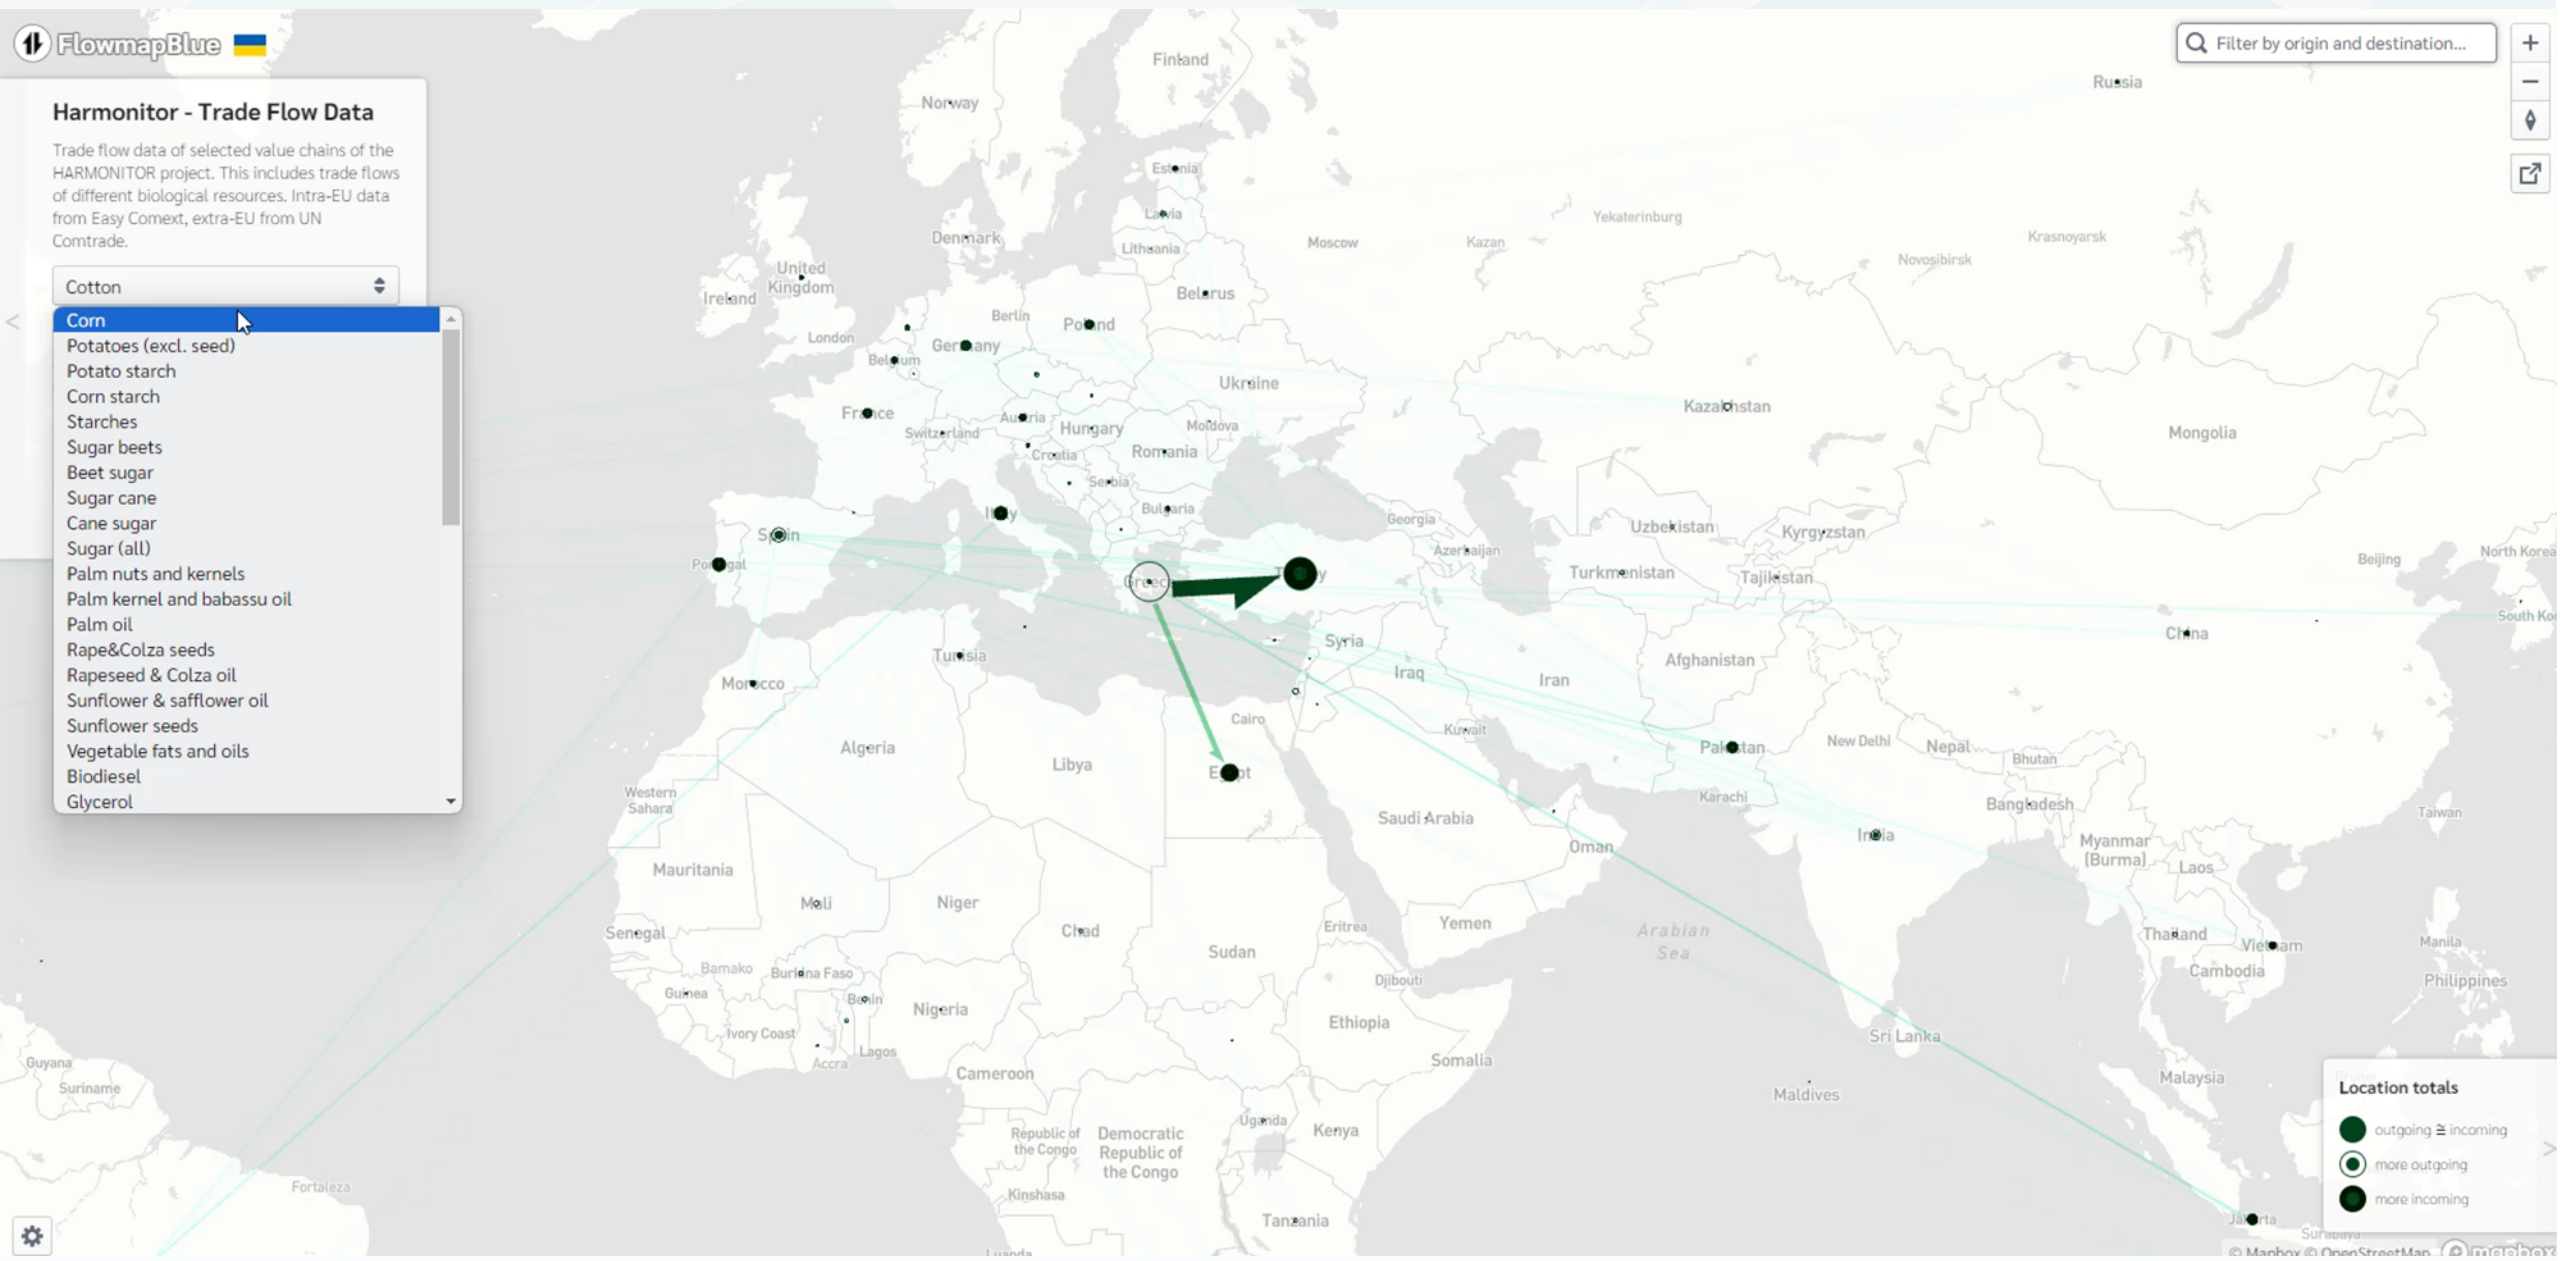 FlowmapBlue
Harmonitor - Trade Flow Data
Trade flow data of selected value chains of the
HARMONITOR project. This includes trade flows
of different biological resources. Intra-EU data
from Easy Comext, extra-EU from UN
Comtrade.
Cotton
Corn
Potatoes (excl. seed)
Potato starch
Corn starch
Starches
Sugar beets
Beet sugar
Sugar cane
Cane sugar
Sugar (all)
Palm nuts and kernels
Palm kernel and babassu oil
Palm oil
Rape&Colza seeds
Rapeseed & Colza oil
Sunflower & safflower oil
Sunflower seeds
Vegetable fats and oils
Biodiesel
Glycerol
Filter by origin and destination...
Finland
Russia
Norway
Estonia
Latvia
Yekaterinburg
Denmark
Lithuania
Moscow
Kazan
Krasnoyarsk
Novosibirsk
United
Kingdom
Ireland
Belarus
Berlin
Poland
London
Germany
Belgium
Ukraine
France
Austria
Kazakhstan
Switzerland
Hungary
Moldova
Mongolia
Croatia
Romania
Serbia
Bulgaria
Georgia
Uzbekistan
Kyrgyzstan
Spain
Italy
Azerbaijan
Beijing
North Korea
Portugal
Greece
Turkmenistan
Tajikistan
South Kor
China
Syria
Tunisia
Afghanistan
Morocco
Iraq
Iran
Cairo
Kuwait
Algeria
Pakistan
New Delhi
Nepal
Libya
Egypt
Bhutan
Western
Sahara
Karachi
Bangladesh
Saudi Arabia
Taiwan
India
Oman
Myanmar
(Burma)
Laos
Mauritania
Mali
Niger
Chad
Eritrea
Yemen
Arabian
Sea
Senegal
Sudan
Thailand
Vietnam
Manila
Bamako
Burkina Faso
Cambodia
Philippines
Guinea
Benin
Nigeria
Djibouti
Ethiopia
Ivory Coast
Sri Lanka
Lagos
Accra
Somalia
Guyana
Cameroon
Malaysia
Suriname
Maldives
Uganda
Kenya
Republic of
the Congo
Democratic
Republic of
the Congo
Fortaleza
Kinshasa
Tanzania
Jakarta
Luanda
Surabaya
Location totals
outgoing ≅ incoming
more outgoing
more incoming
© Mapbox © OpenStreetMap
mapbox